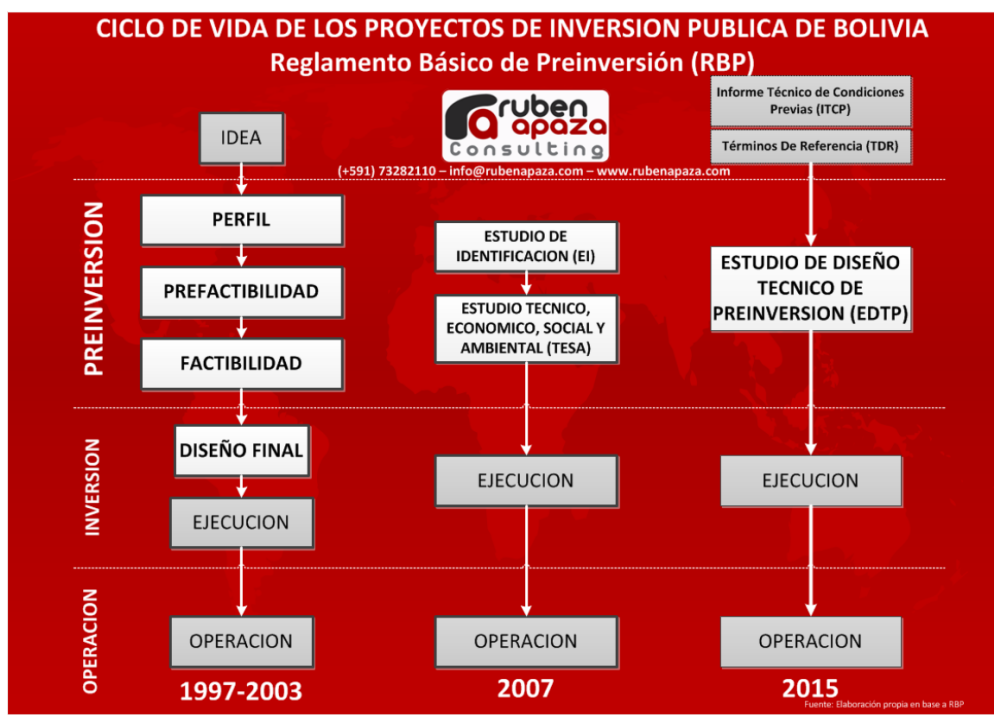 CICLO DE VIDA DE LOS PROYECTOS DE INVERSION PUBLICA DE BOLIVIA
Reglamento Básico de Preinversión (RBP)
ruben
apaza
Consulting
(+591) 73282110 – info@rubenapaza.com – www.rubenapaza.com
PREINVERSION
INVERSION
OPERACION
IDEA
PERFIL
PREFACTIBILIDAD
FACTIBILIDAD
DISEÑO FINAL
EJECUCION
OPERACION
1997-2003
ESTUDIO DE
IDENTIFICACION (EI)
ESTUDIO TECNICO,
ECONOMICO, SOCIAL Y
AMBIENTAL (TESA)
EJECUCION
OPERACION
2007
Informe Técnico de Condiciones
Previas (ITCP)
Términos De Referencia (TDR)
ESTUDIO DE DISEÑO
TECNICO DE
PREINVERSION (EDTP)
EJECUCION
OPERACION
2015
Fuente: Elaboración propia en base a RBP